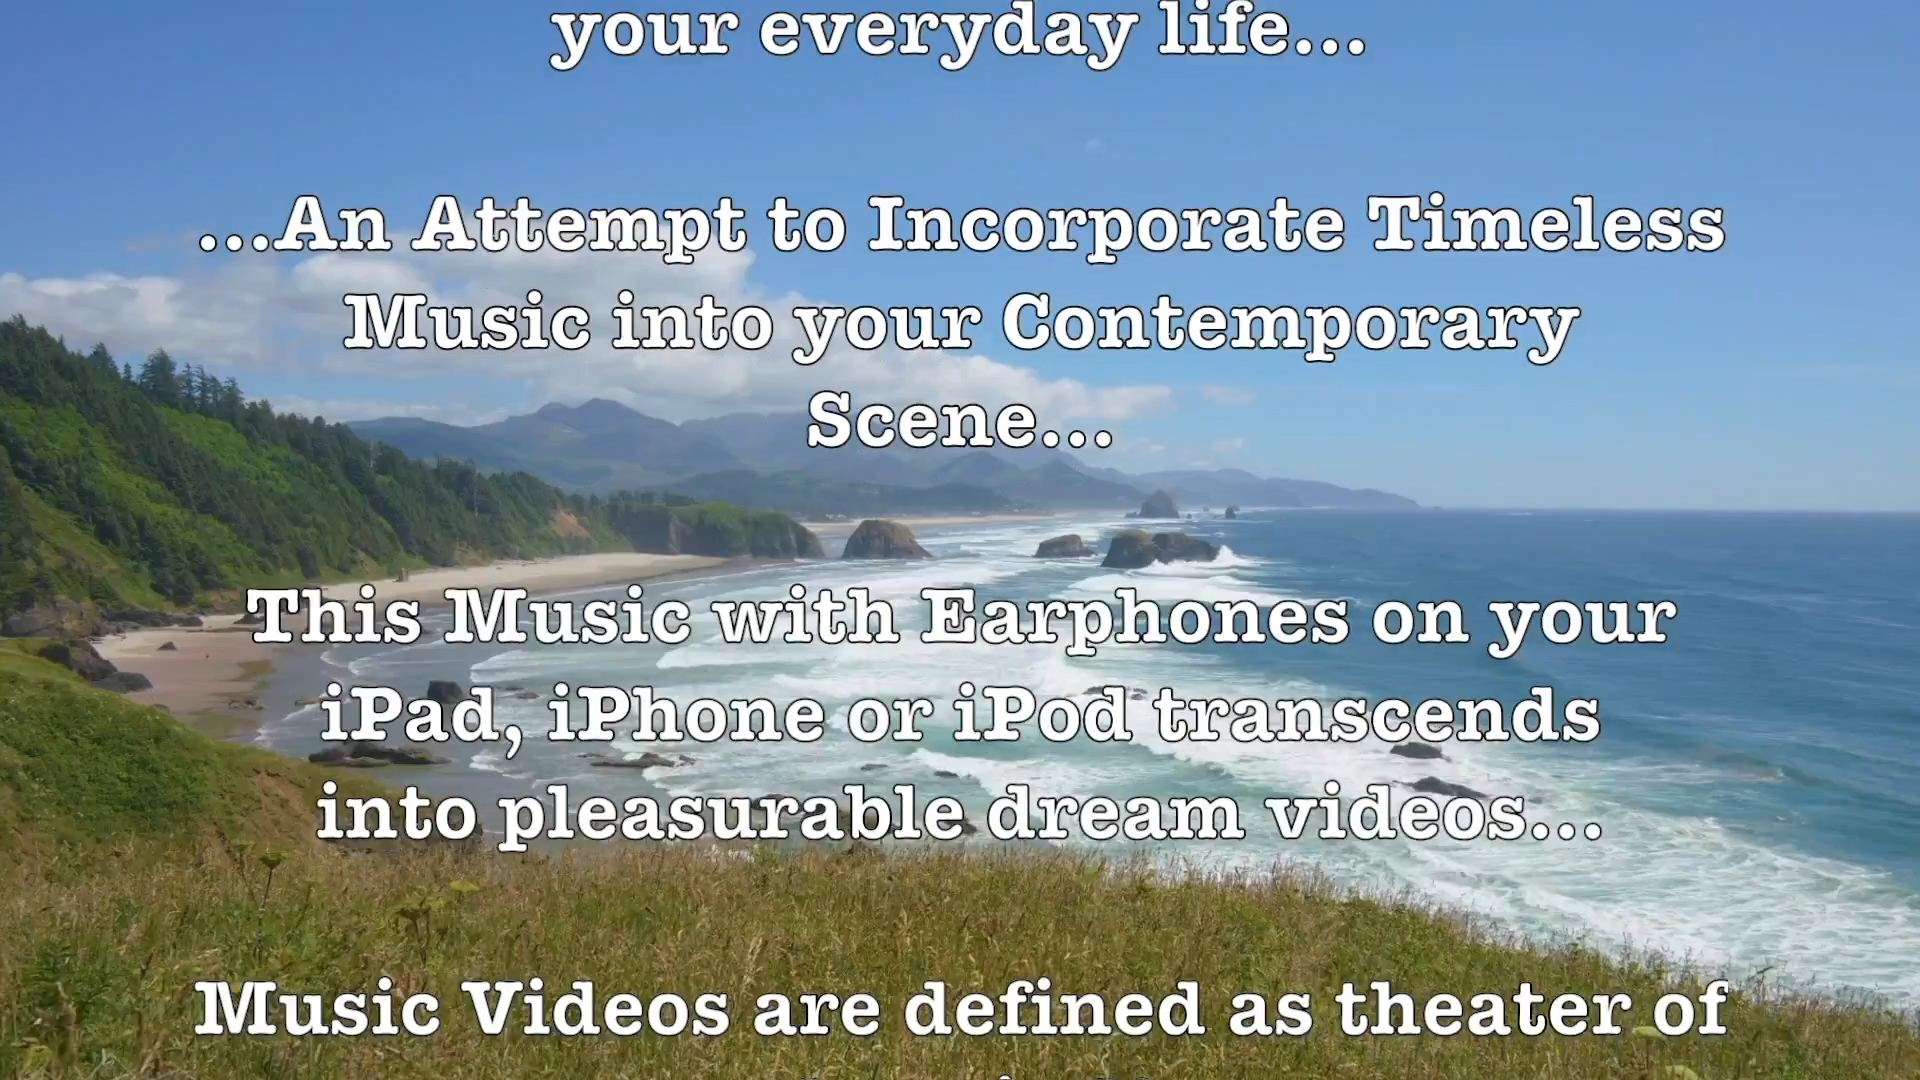 your everyday life...
...An Attempt to Incorporate Timeless
Music into your Contemporary
Scene...
This Music with Earphones on your
iPad, iPhone or iPod transcends
into pleasurable dream videos...
Music Videos are defined as theater of